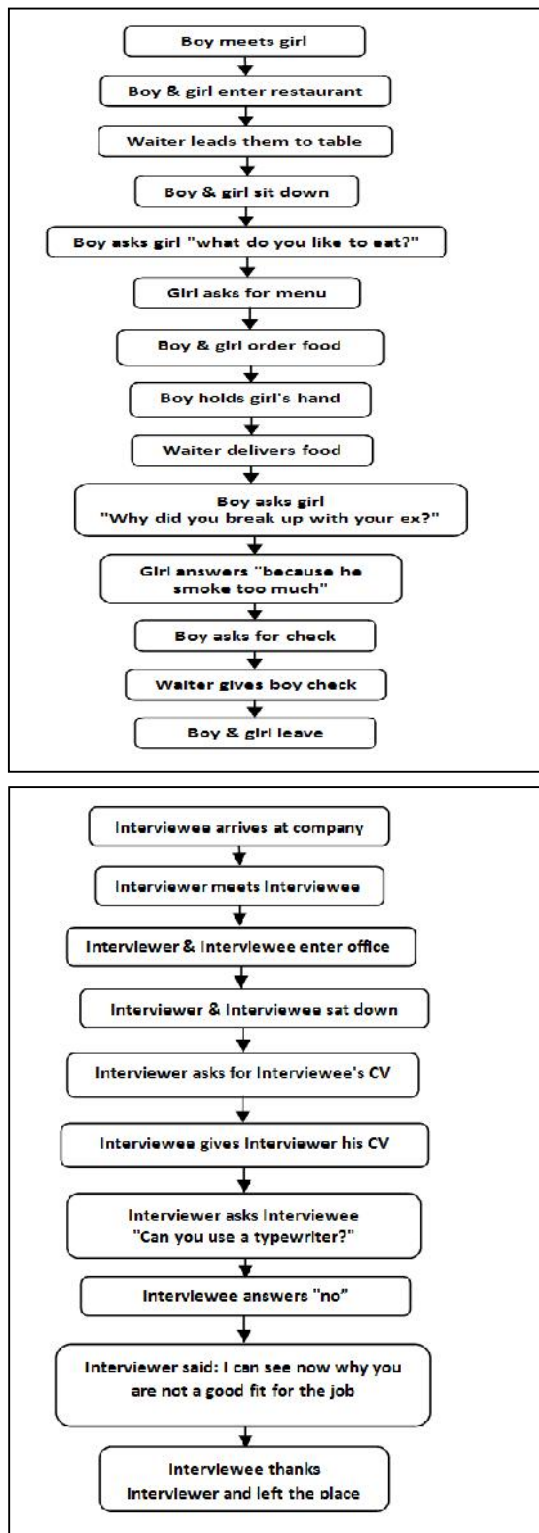 Boy meets girl
Boy & girl enter restaurant
Waiter leads them to table
Boy & girl sit down
Boy asks girl "what do you like to eat?"
Girl asks for menu
Boy & girl order food
Boy holds girl's hand
Waiter delivers food
Boy asks girl
"Why did you break up with your ex?"
Girl answers "because he
smoke too much"
Boy asks for check
Waiter gives boy check
Boy & girl leave
Interviewee arrives at company
Interviewer meets Interviewee
Interviewer & Interviewee enter office
Interviewer & Interviewee sat down
Interviewer asks for Interviewee's CV
Interviewee gives Interviewer his CV
Interviewer asks Interviewee
"Can you use a typewriter?"
Interviewee answers "no”
Interviewer said: I can see now why you
are not a good fit for the job
Interviewee thanks
Interviewer and left the place